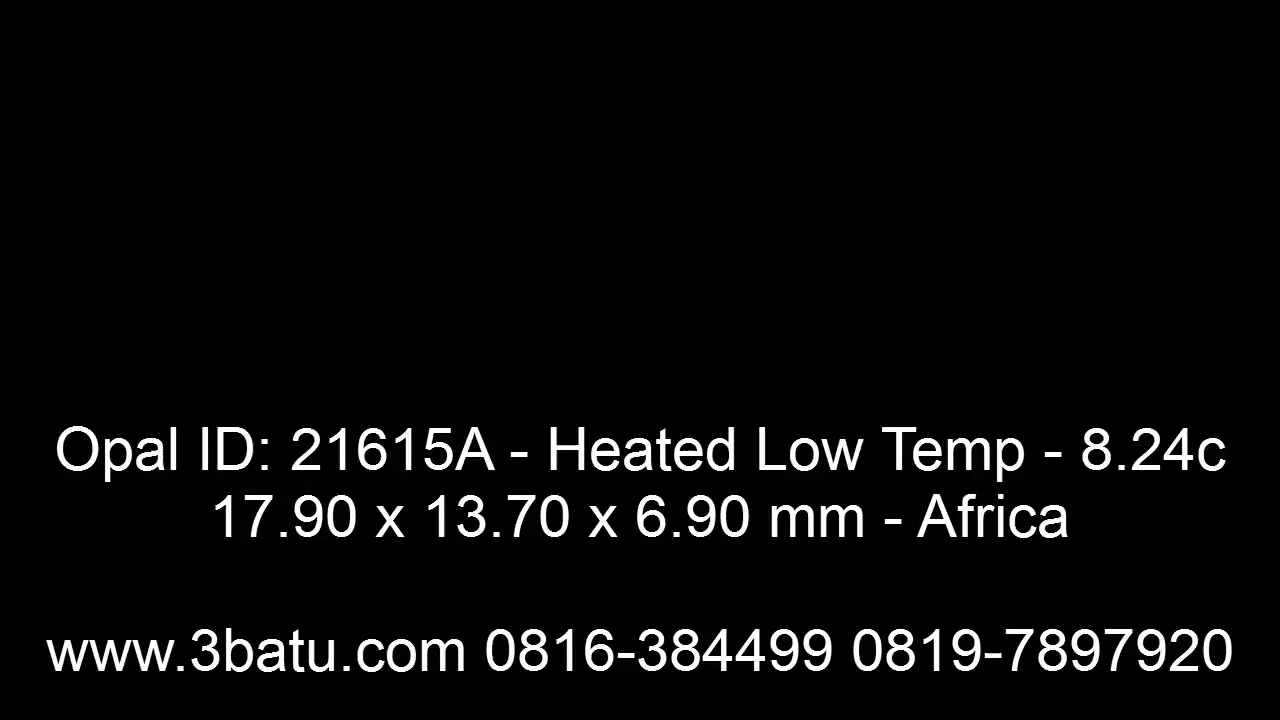 Opal ID: 21615A - Heated Low Temp - 8.24c
17.90 x 13.70 x 6.90 mm - Africa
www.3batu.com 0816-384499 0819-7897920